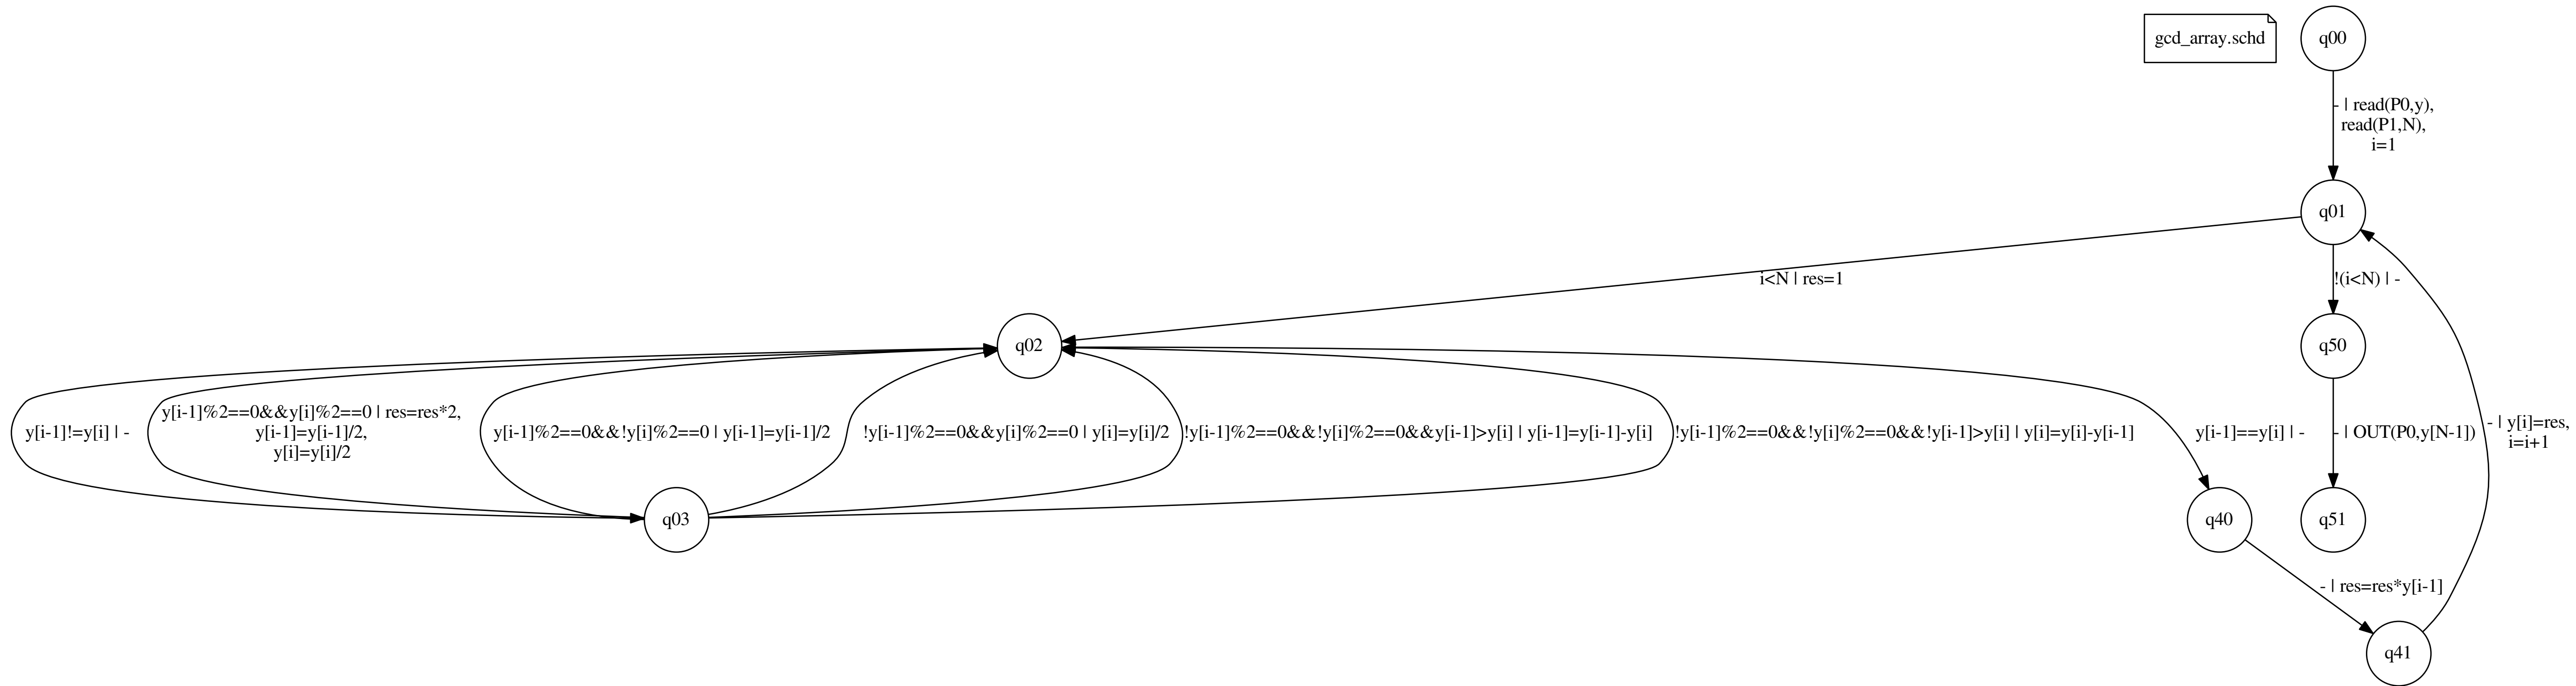 gcd_array.schd
q00
- | read(P0,y),
read(P1,N),
i=1
q01
i<N | res=1
!(i<N) | -
q02
q50
y[i-1]!=y[i] | -
y[i-1]%2==0&&y[i]%2==0 | res=res*2,
y[i-1]=y[i-1]/2,
y[i]=y[i]/2
y[i-1]%2==0&&!y[i]%2==0 | y[i-1]=y[i-1]/2
!y[i-1]%2==0&&y[i]%2==0 | y[i]=y[i]/2
!y[i-1]%2==0&&!y[i]%2==0&&y[i-1]>y[i] | y[i-1]=y[i-1]-y[i]
!y[i-1]%2==0&&!y[i]%2==0&&!y[i-1]>y[i] | y[i]=y[i]-y[i-1]
y[i-1]==y[i] | -
- | OUT(P0,y[N-1])
- | y[i]=res,
i=i+1
q03
q40
q51
- | res=res*y[i-1]
q41